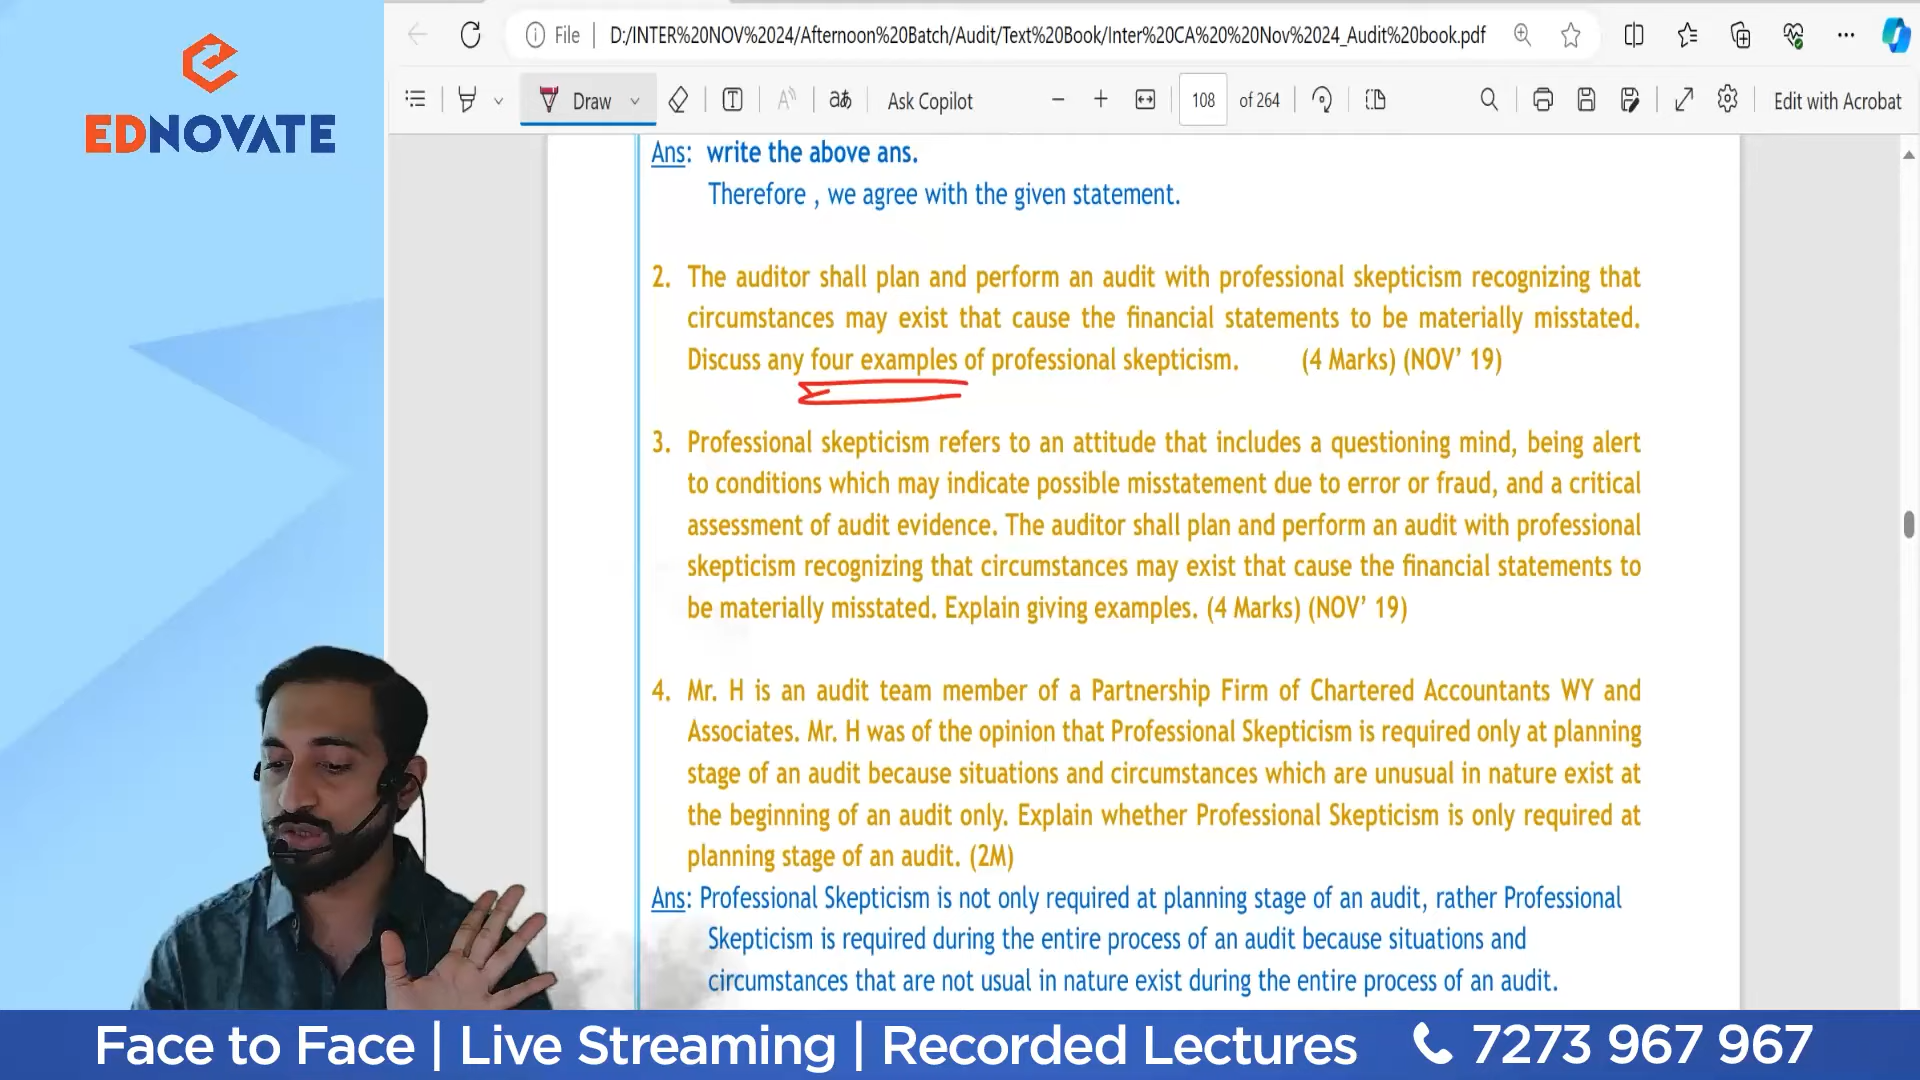 EDNOVATE
File D:/INTER%20NOV%2024/Afternoon%20Batch/Audit/Text%20Book/Inter%20CA%20%20Nov%2024_Audit%20book.pdf
Draw Ask Copilot 108 of 264 Edit with Acrobat
Ans: write the above ans.
Therefore , we agree with the given statement.
2. The auditor shall plan and perform an audit with professional skepticism recognizing that
circumstances may exist that cause the financial statements to be materially misstated.
Discuss any four examples of professional skepticism. (4 Marks) (NOV’ 19)
3. Professional skepticism refers to an attitude that includes a questioning mind, being alert
to conditions which may indicate possible misstatement due to error or fraud, and a critical
assessment of audit evidence. The auditor shall plan and perform an audit with professional
skepticism recognizing that circumstances may exist that cause the financial statements to
be materially misstated. Explain giving examples. (4 Marks) (NOV’ 19)
4. Mr. H is an audit team member of a Partnership Firm of Chartered Accountants WY and
Associates. Mr. H was of the opinion that Professional Skepticism is required only at planning
stage of an audit because situations and circumstances which are unusual in nature exist at
the beginning of an audit only. Explain whether Professional Skepticism is only required at
planning stage of an audit. (2M)
Ans: Professional Skepticism is not only required at planning stage of an audit, rather Professional
Skepticism is required during the entire process of an audit because situations and
circumstances that are not usual in nature exist during the entire process of an audit.
Face to Face | Live Streaming | Recorded Lectures 7273 967 967